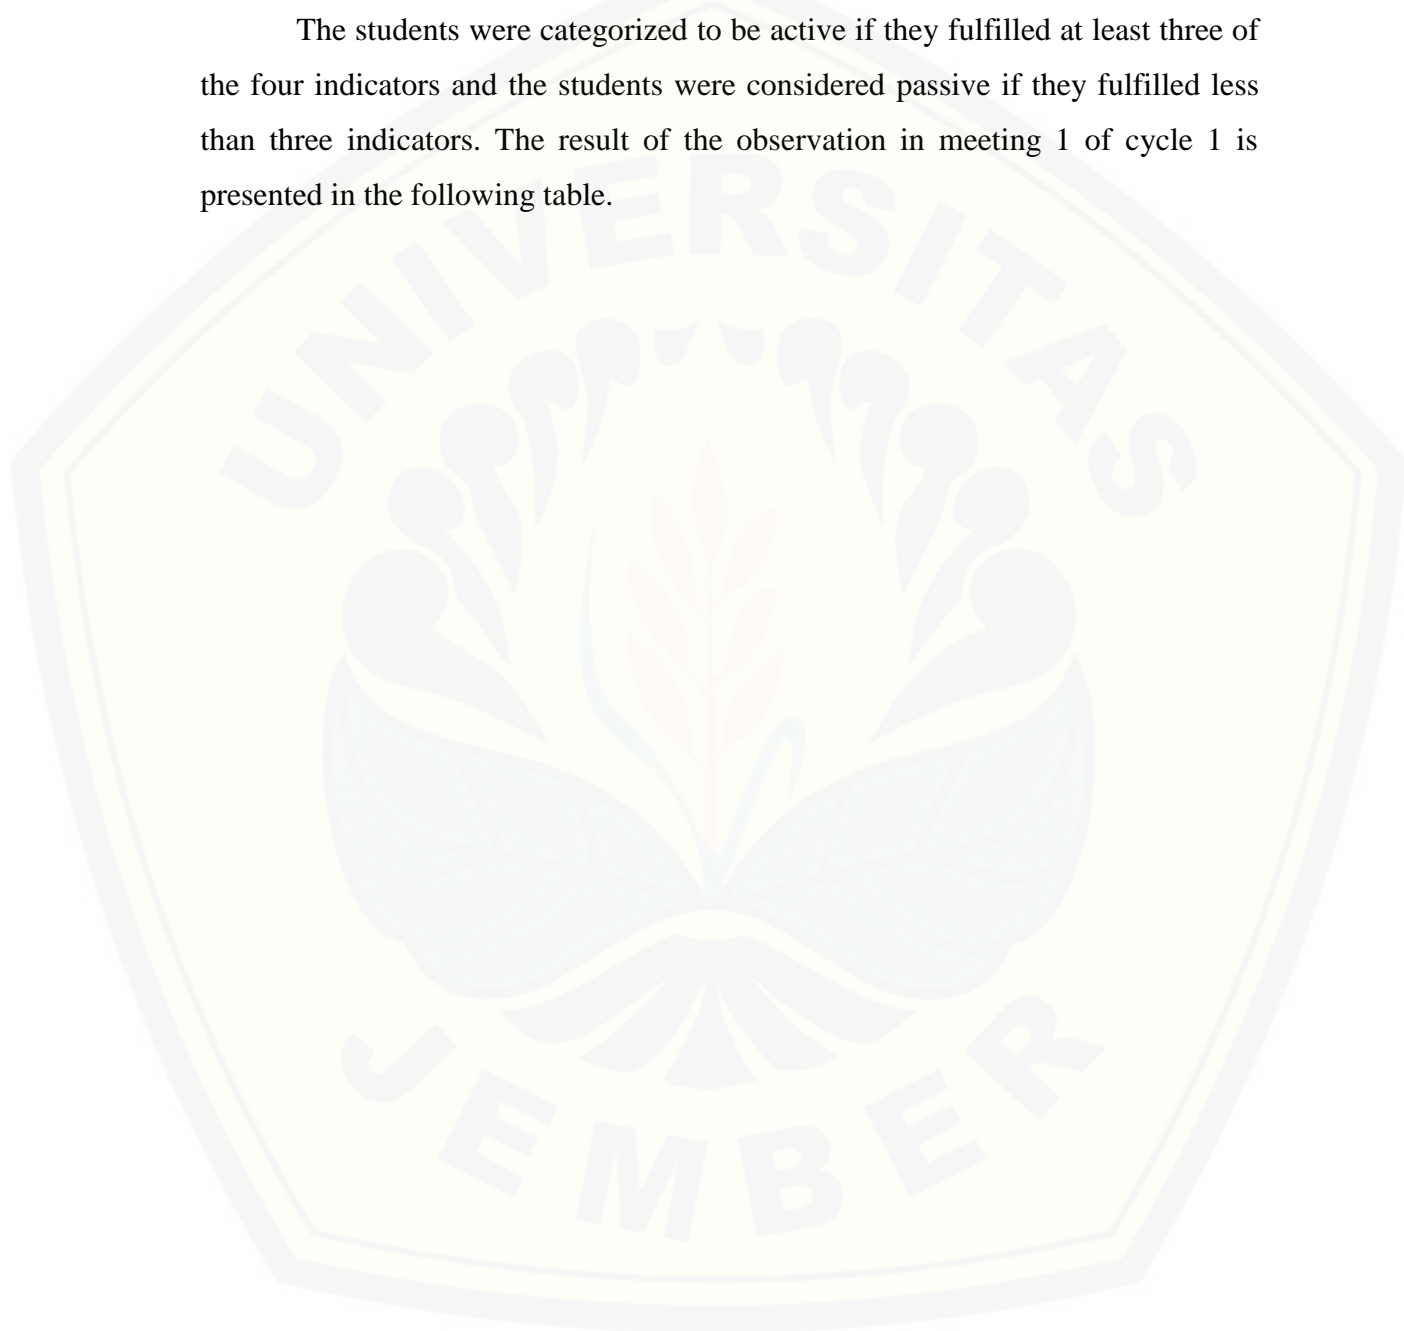 The students were categorized to be active if they fulfilled at least three of
the four indicators and the students were considered passive if they fulfilled less
than three indicators. The result of the observation in meeting 1 of cycle 1 is
presented in the following table.
UNIVERSITAS
JEMBER